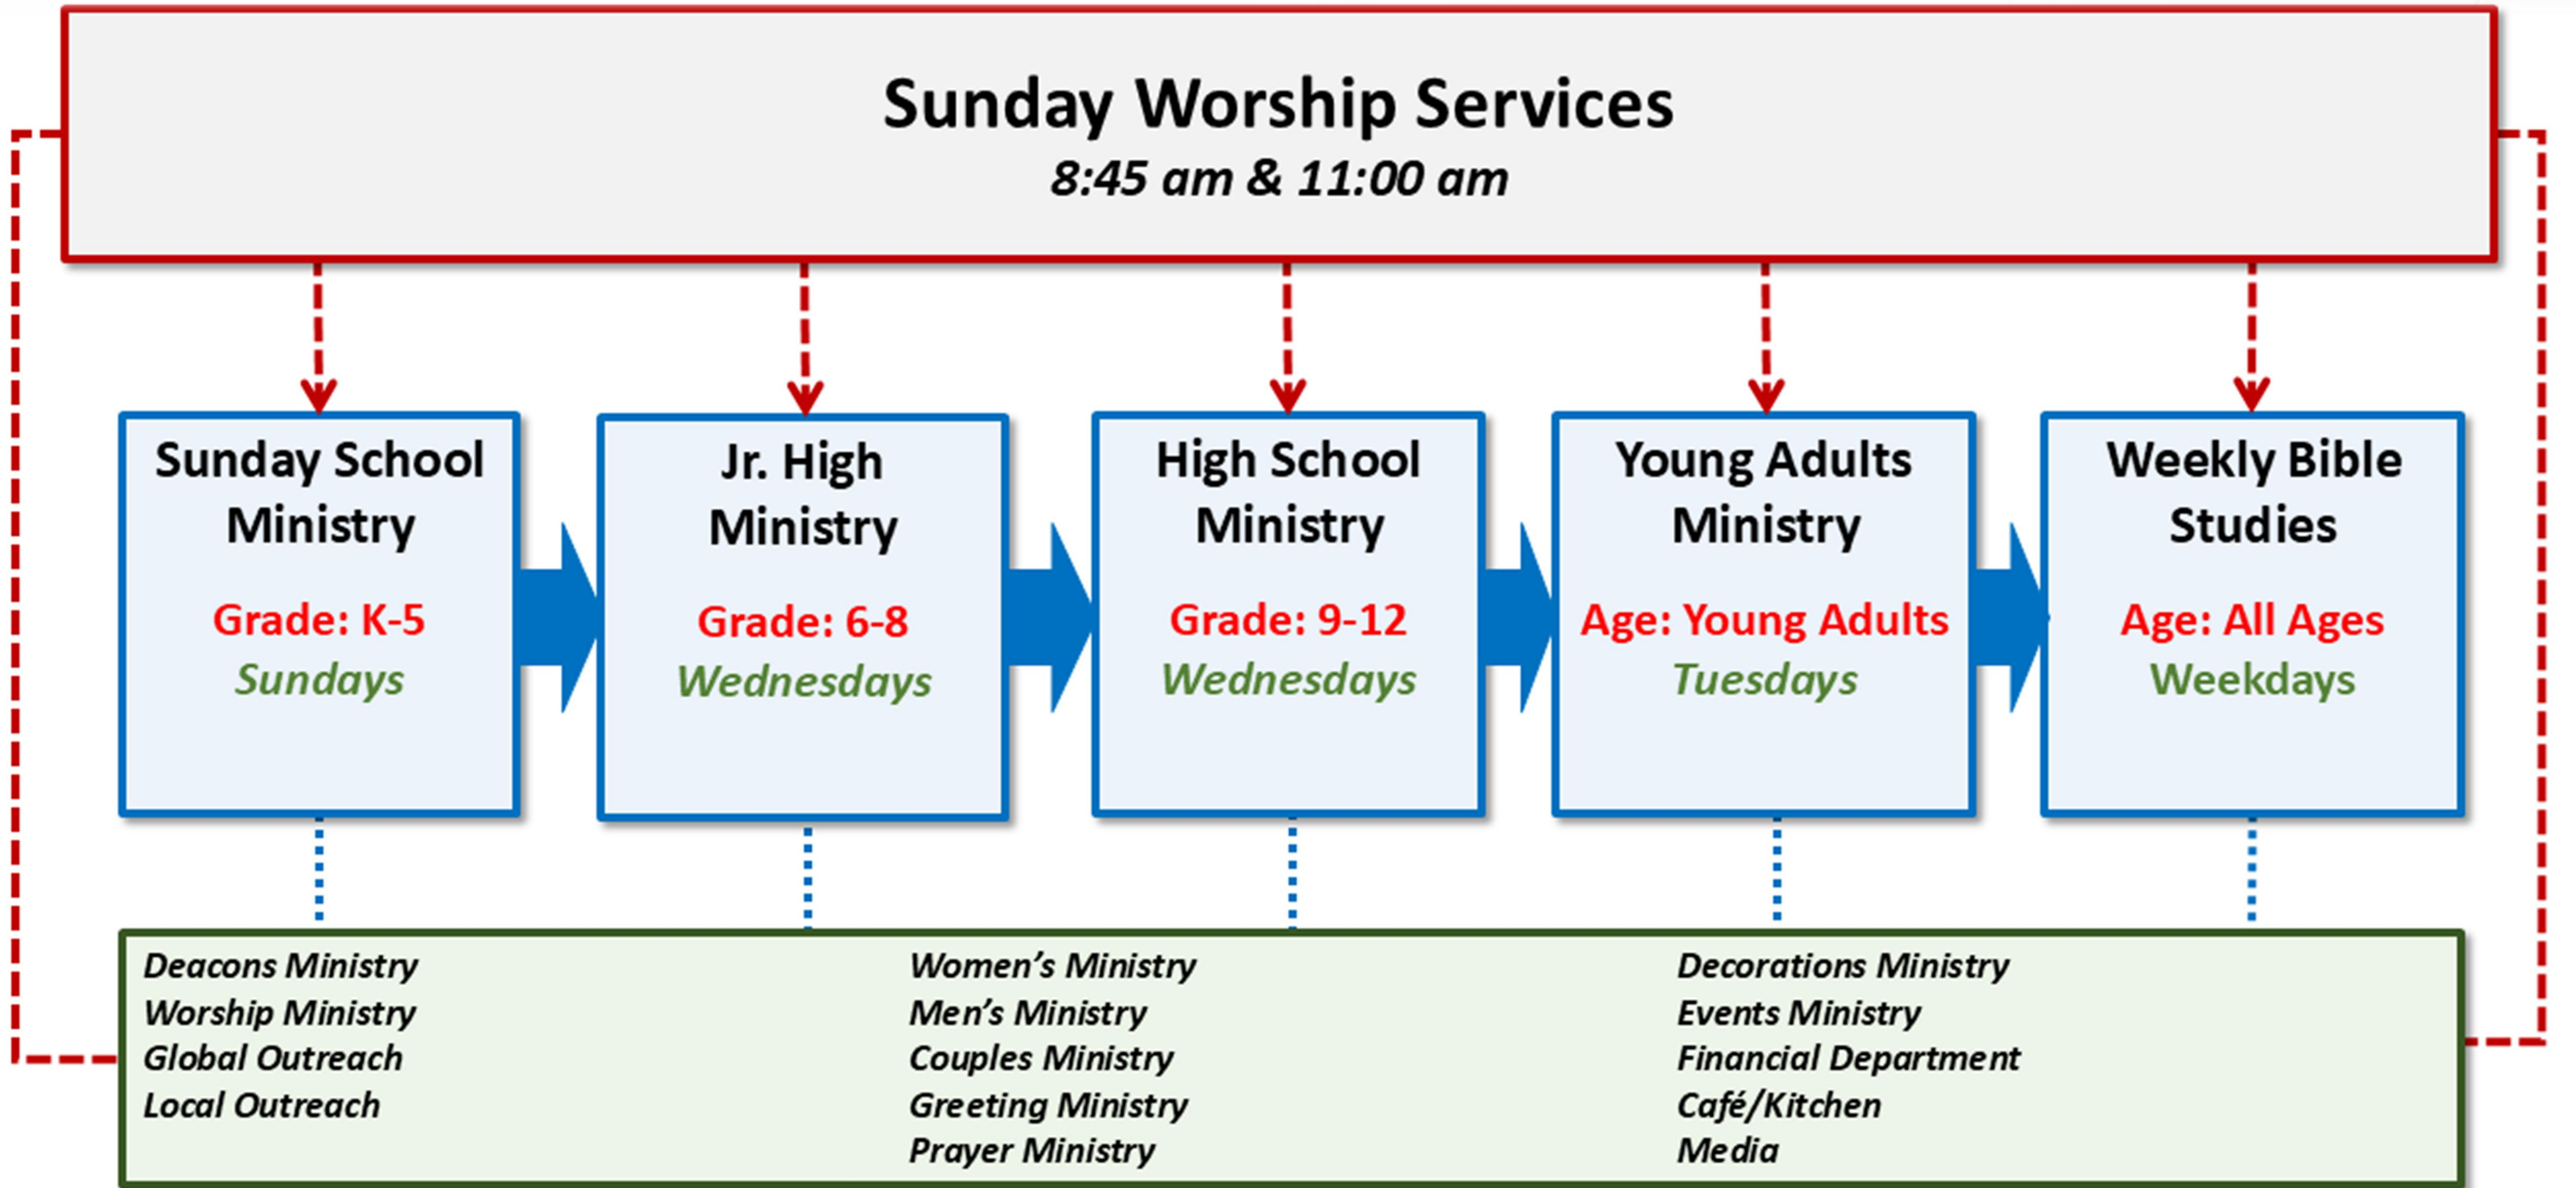 Sunday Worship Services
8:45 am & 11:00 am
Sunday School
Ministry
Grade: K-5
Sundays
Jr. High
Ministry
Grade: 6-8
Wednesdays
High School
Ministry
Grade: 9-12
Wednesdays
Young Adults
Ministry
Age: Young Adults
Tuesdays
Weekly Bible
Studies
Age: All Ages
Weekdays
Deacons Ministry
Worship Ministry
Global Outreach
Local Outreach
Women’s Ministry
Men’s Ministry
Couples Ministry
Greeting Ministry
Prayer Ministry
Decorations Ministry
Events Ministry
Financial Department
Café/Kitchen
Media